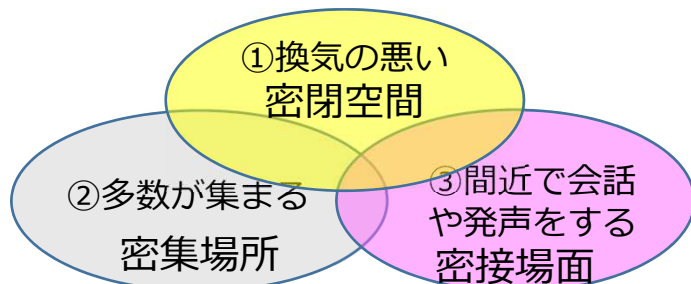 ①換気の悪い
密閉空間
②多数が集まる
密集場所
③間近で会話
や発声をする
密接場面